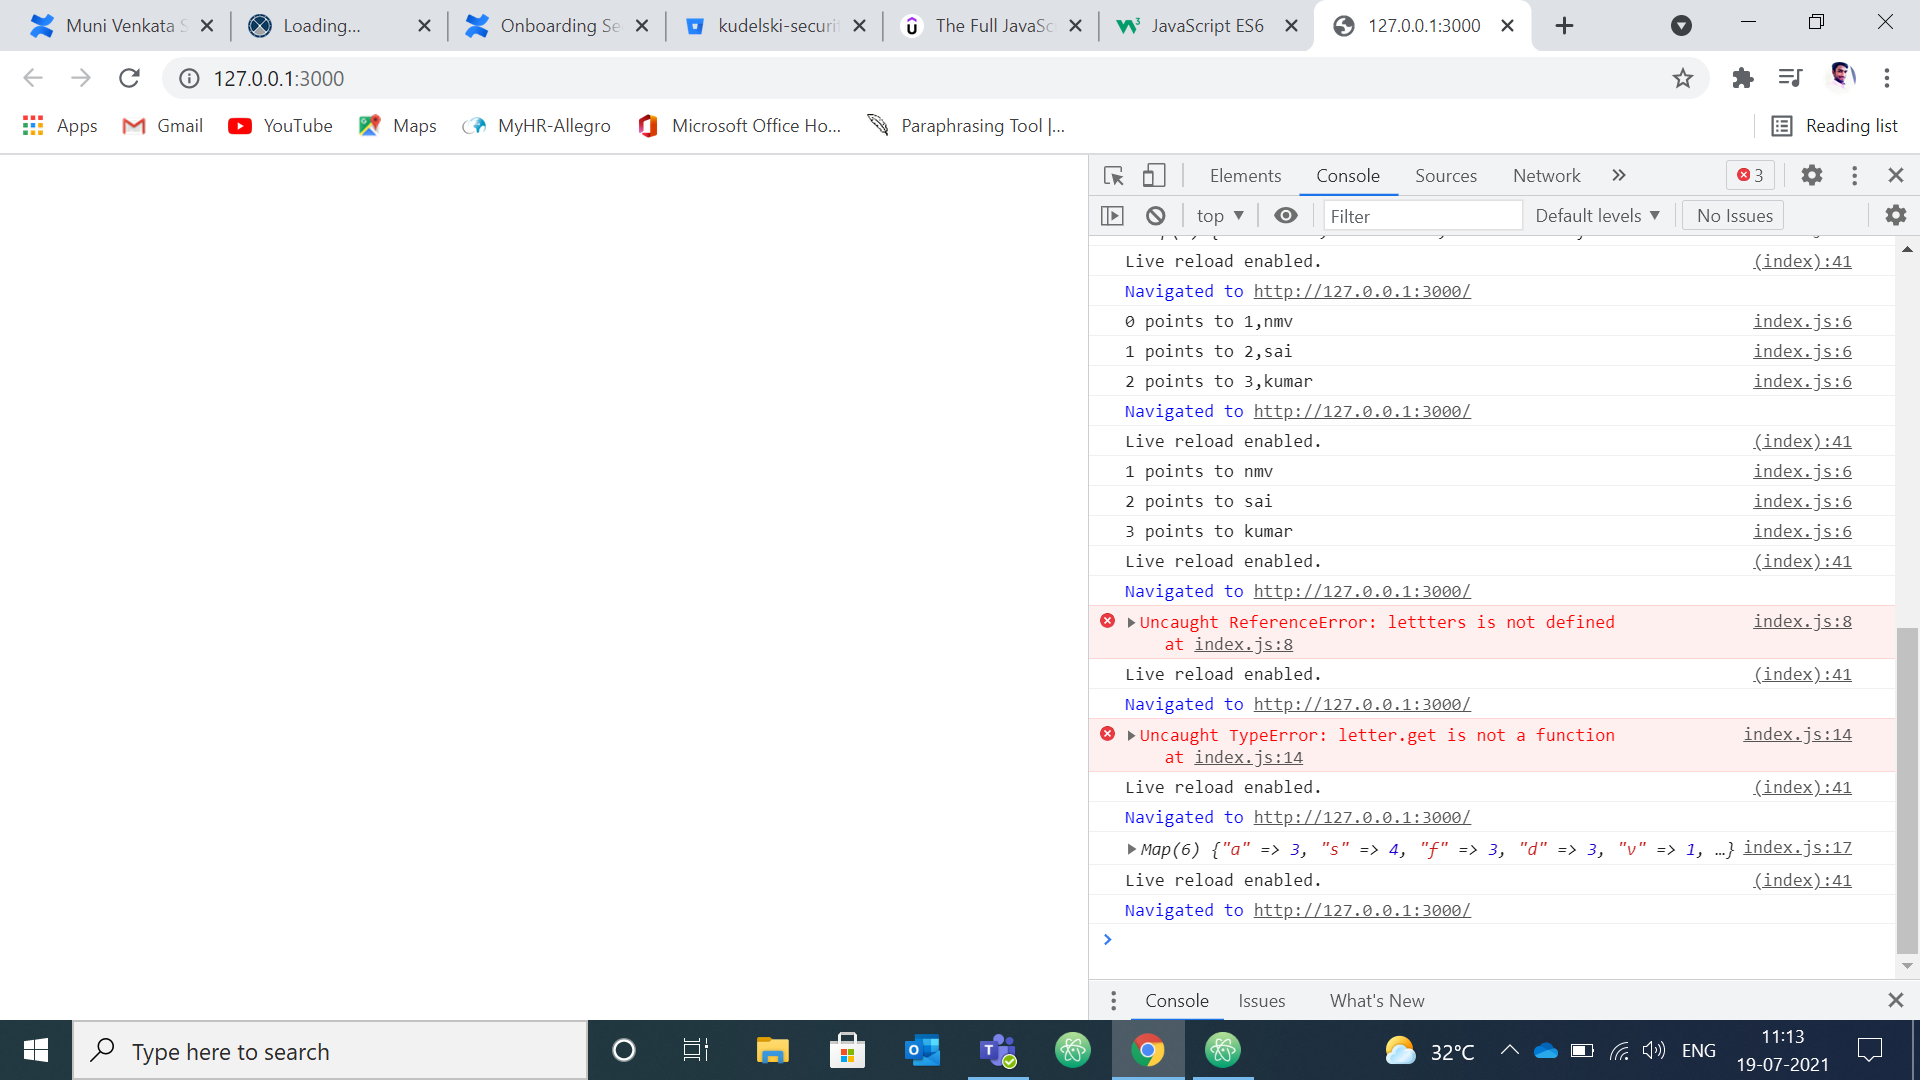 Muni Venkata S
Loading...
Onboarding Se
kudelski-securit
The Full JavaSc
JavaScript ES6
127.0.0.1:3000
127.0.0.1:3000
Apps
Gmail
YouTube
Maps
MyHR-Allegro
Microsoft Office Ho...
Paraphrasing Tool |...
Reading list
Elements
Console
Sources
Network
3
top
Filter
Default levels
No Issues
Live reload enabled. (index):41
Navigated to http://127.0.0.1:3000/
0 points to 1,nmv index.js:6
1 points to 2,sai index.js:6
2 points to 3,kumar index.js:6
Navigated to http://127.0.0.1:3000/
Live reload enabled. (index):41
1 points to nmv index.js:6
2 points to sai index.js:6
3 points to kumar index.js:6
Live reload enabled. (index):41
Navigated to http://127.0.0.1:3000/
Uncaught ReferenceError: lettters is not defined index.js:8
at index.js:8
Live reload enabled. (index):41
Navigated to http://127.0.0.1:3000/
Uncaught TypeError: letter.get is not a function index.js:14
at index.js:14
Live reload enabled. (index):41
Navigated to http://127.0.0.1:3000/
Map(6) {"a" => 3, "s" => 4, "f" => 3, "d" => 3, "v" => 1, …} index.js:17
Live reload enabled. (index):41
Navigated to http://127.0.0.1:3000/
Console
Issues
What's New
Type here to search
32°C
ENG
11:13
19-07-2021